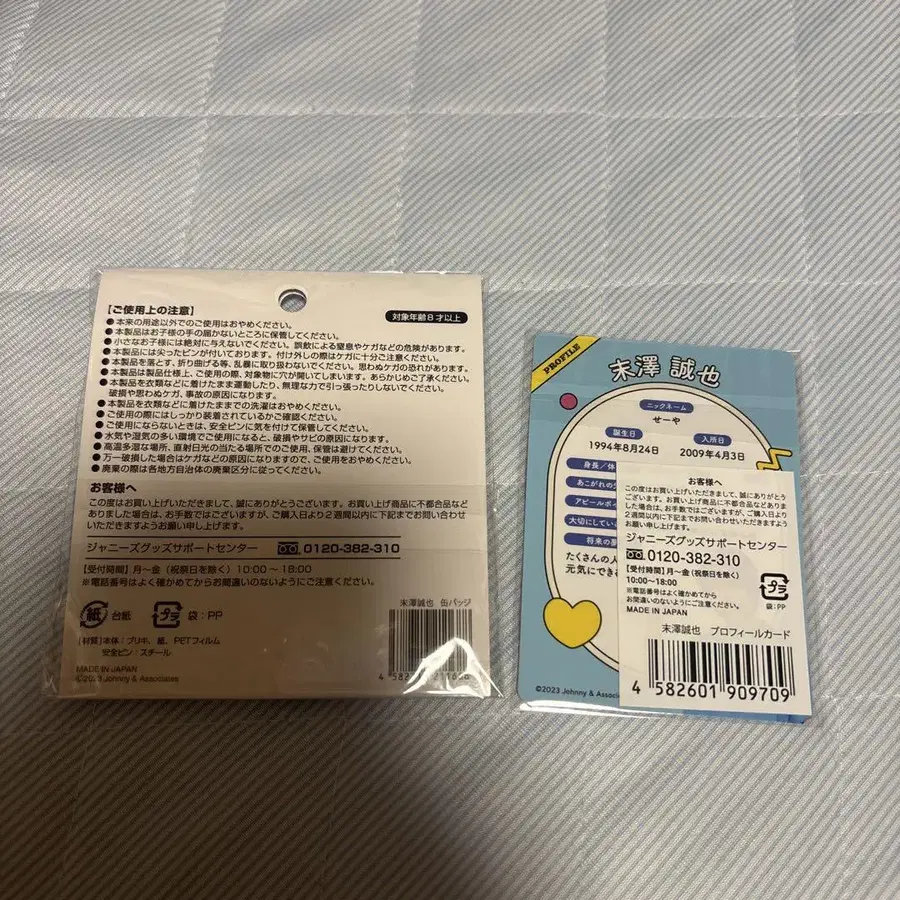 【ご使用上の注意】
対象年齢8才以上
●本来の用途以外でのご使用はおやめください。
●本製品はお子様の手の届かないところに保管してください。
●小さなお子様には絶対に与えないでください。誤飲による窒息やケガなどの危険があります。
●本製品には尖ったピンが付いております。付け外しの際はケガに十分ご注意ください。
●本製品を落とす、折り曲げる等、乱暴に取り扱わないでください。思わぬケガの恐れがあります。
●本製品は製品仕様上、ご使用の際、対象物に穴が開いてしまいます。あらかじめご了承ください。
●本製品を衣類などに着けたまま運動したり、無理な力で引っ張ったりしないでください。
破損や思わぬケガ、事故の原因になります。
●本製品を衣類などに着けたままでの洗濯はおやめください。
●ご使用の際にはしっかり装着されているかご確認ください。
●ご使用にならないときは、安全ピンに気を付けて保管してください。
●水気や湿気の多い環境でご使用になると、破損やサビの原因になります。
●高温多湿な場所、直射日光の当たる場所でのご使用、保管は避けてください。
●万一破損した場合はケガなどの原因になりますので、ご使用をおやめください。
●廃棄の際は各地方自治体の廃棄区分に従ってください。
お客様へ
この度はお買い上げいただきまして、誠にありがとうございます。お買い上げ商品に不都合品など
ありました場合は、お手数ではございますが、ご購入日より2週間以内に下記までお問い合わせ
いただきますようお願い申し上げます。
ジャニーズグッズサポートセンター 0120-382-310
【受付時間】月〜金(祝祭日を除く)10:00〜18:00
※電話番号はよく確かめてからお間違いのないようにご注意ください。
紙 台紙 プラ 袋:PP
末澤誠也 缶バッジ
【材質】本体:ブリキ、紙、PETフィルム
安全ピン:スチール
MADE IN JAPAN
©2023 Johnny & Associates
PROFILE
末澤 誠也
ニックネーム
せーや
誕生日 入所日
1994年8月24日 2009年4月3日
身長/体
あこがれの
アピールポ
大切にしてい
将来の夢
たくさんの人
元気にでき
©2023 Johnny & Associa
お客様へ
この度はお買い上げいただきまして、誠にありがとう
ございます。お買い上げ商品に不都合品などありま
した場合は、お手数ではございますが、ご購入日より
2週間以内に下記までお問い合わせいただきますよう
お願い申し上げます。
ジャニーズグッズサポートセンター
0120-382-310
【受付時間】月〜金(祝祭日を除く)
10:00〜18:00
※電話番号はよく確かめてから
お間違いのないようにご注意ください。
MADE IN JAPAN
プラ
袋:PP
末澤誠也 プロフィールカード
4 582601 909709